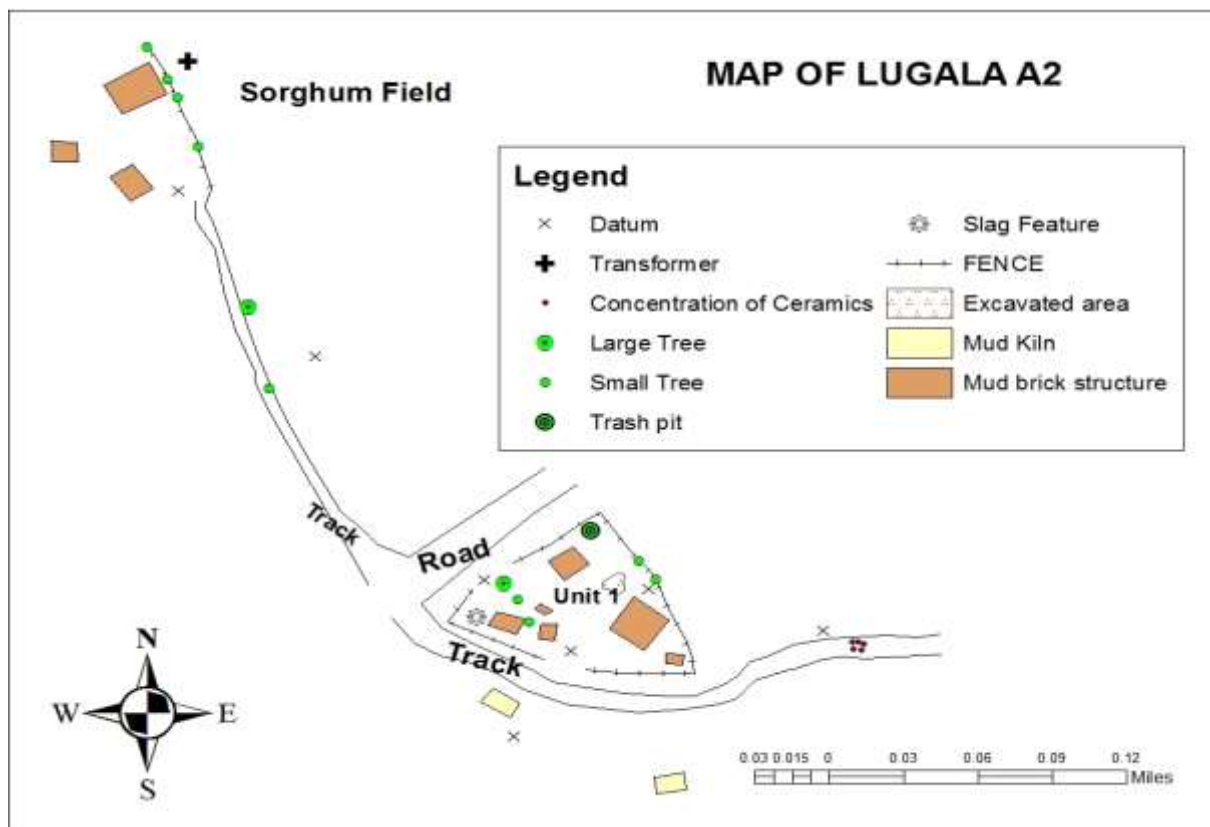 MAP OF LUGALA A2
Sorghum Field
Legend
Datum
Transformer
Concentration of Ceramics
Large Tree
Small Tree
Trash pit
Slag Feature
FENCE
Excavated area
Mud Kiln
Mud brick structure
Track
Road
Unit 1
Track
N
W E
S
0.03 0.015 0 0.03 0.06 0.09 0.12
Miles